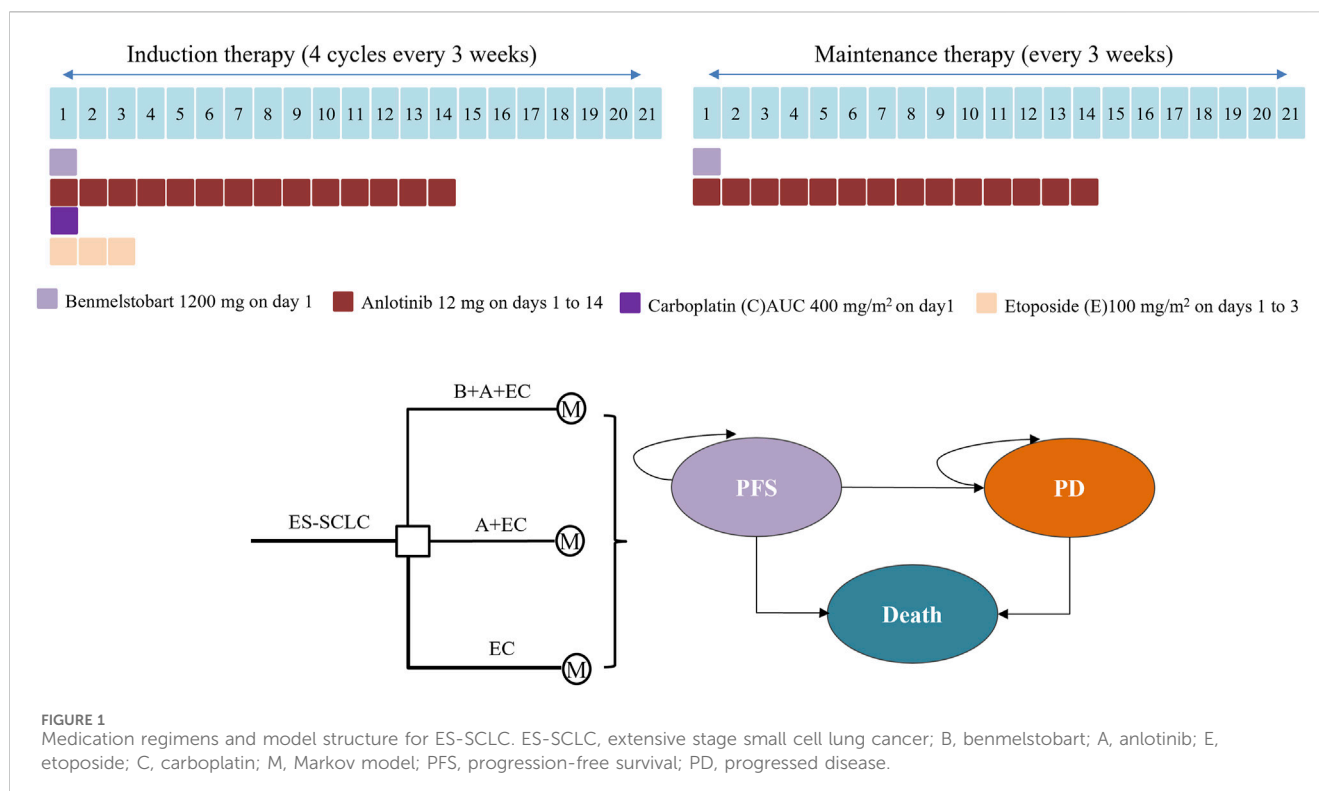 Induction therapy (4 cycles every 3 weeks)
Maintenance therapy (every 3 weeks)
1 2 3 4 5 6 7 8 9 10 11 12 13 14 15 16 17 18 19 20 21
1 2 3 4 5 6 7 8 9 10 11 12 13 14 15 16 17 18 19 20 21
Benmelstobart 1200 mg on day 1
Anlotinib 12 mg on days 1 to 14
Carboplatin (C)AUC 400 mg/m² on day1
Etoposide (E)100 mg/m² on days 1 to 3
ES-SCLC
B+A+EC
M
A+EC
M
EC
M
PFS
PD
Death
FIGURE 1
Medication regimens and model structure for ES-SCLC. ES-SCLC, extensive stage small cell lung cancer; B, benmelstobart; A, anlotinib; E,
etoposide; C, carboplatin; M, Markov model; PFS, progression-free survival; PD, progressed disease.